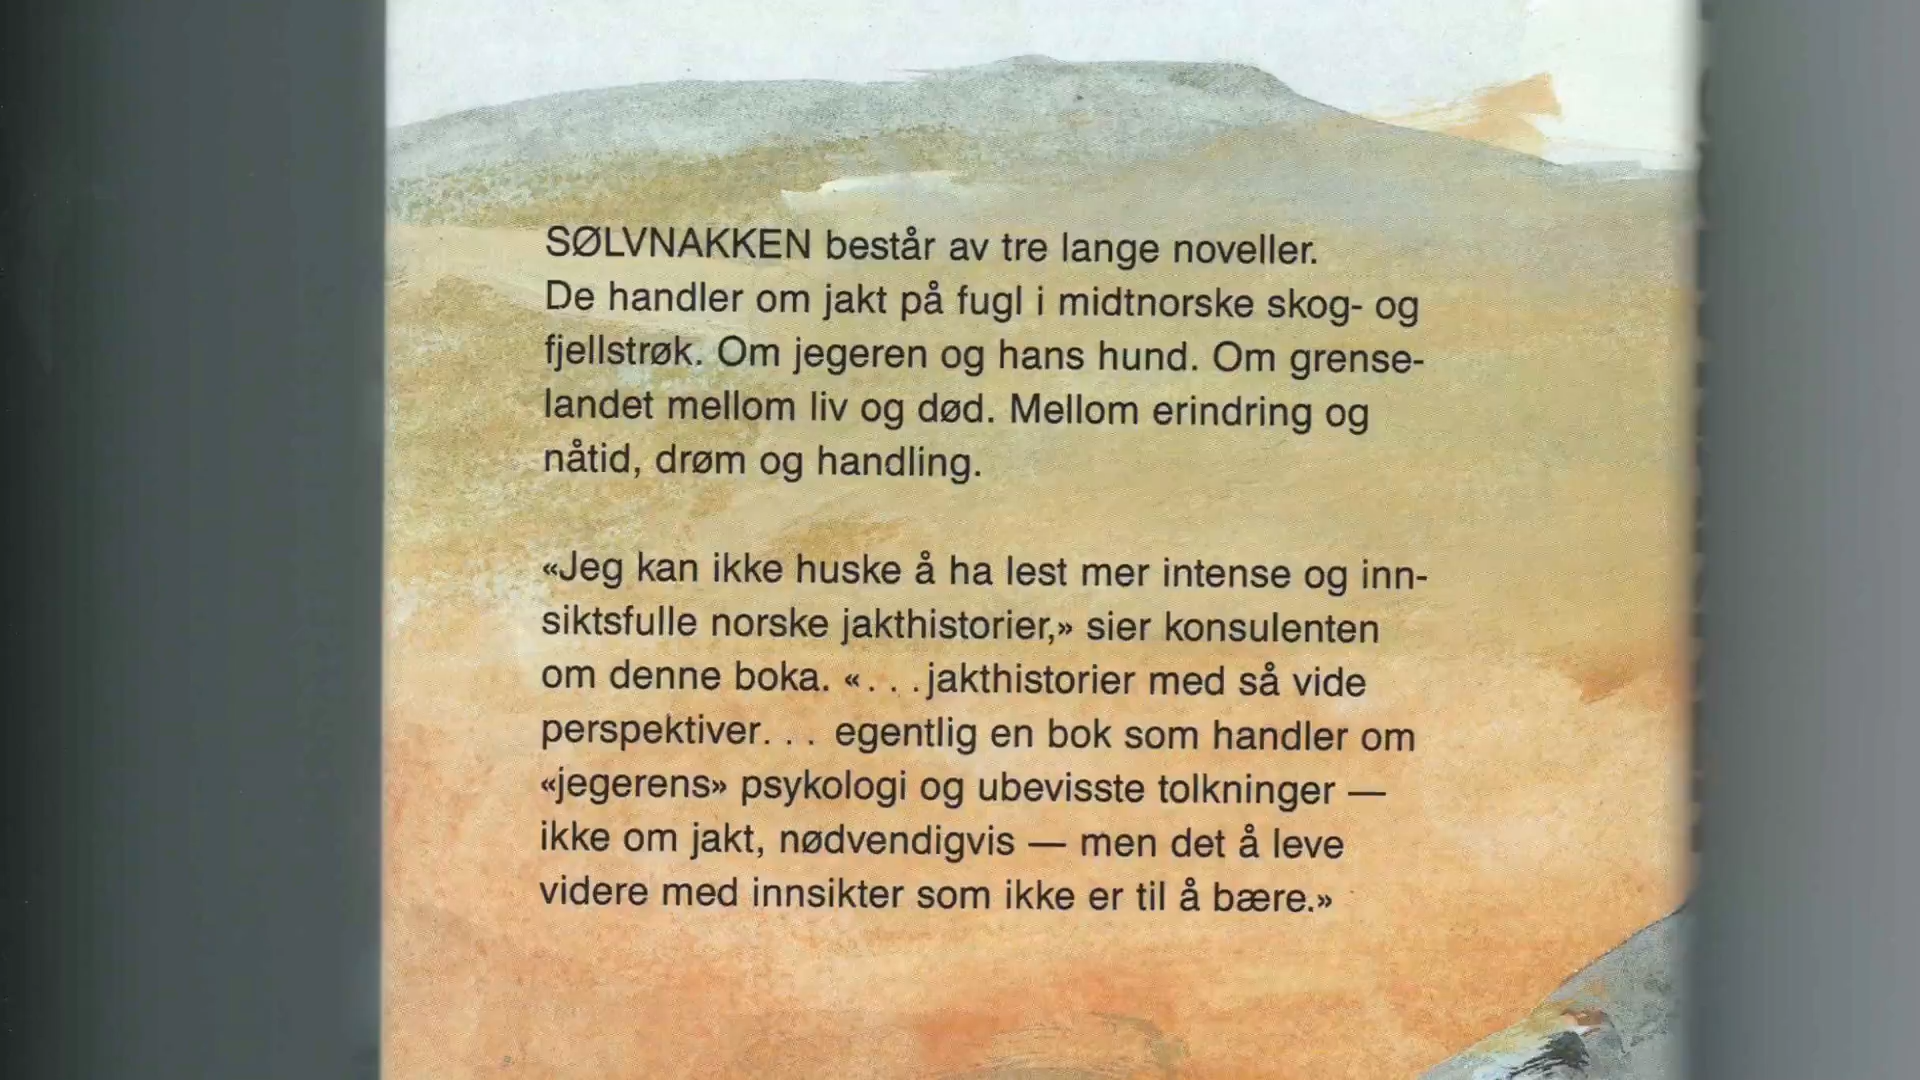 SØLVNAKKEN består av tre lange noveller.
De handler om jakt på fugl i midtnorske skog- og
fjellstrøk. Om jegeren og hans hund. Om grense-
landet mellom liv og død. Mellom erindring og
nåtid, drøm og handling.
«Jeg kan ikke huske å ha lest mer intense og inn-
siktsfulle norske jakthistorier,» sier konsulenten
om denne boka. «. . .jakthistorier med så vide
perspektiver. . . egentlig en bok som handler om
«jegerens» psykologi og ubevisste tolkninger —
ikke om jakt, nødvendigvis — men det å leve
videre med innsikter som ikke er til å bære.»